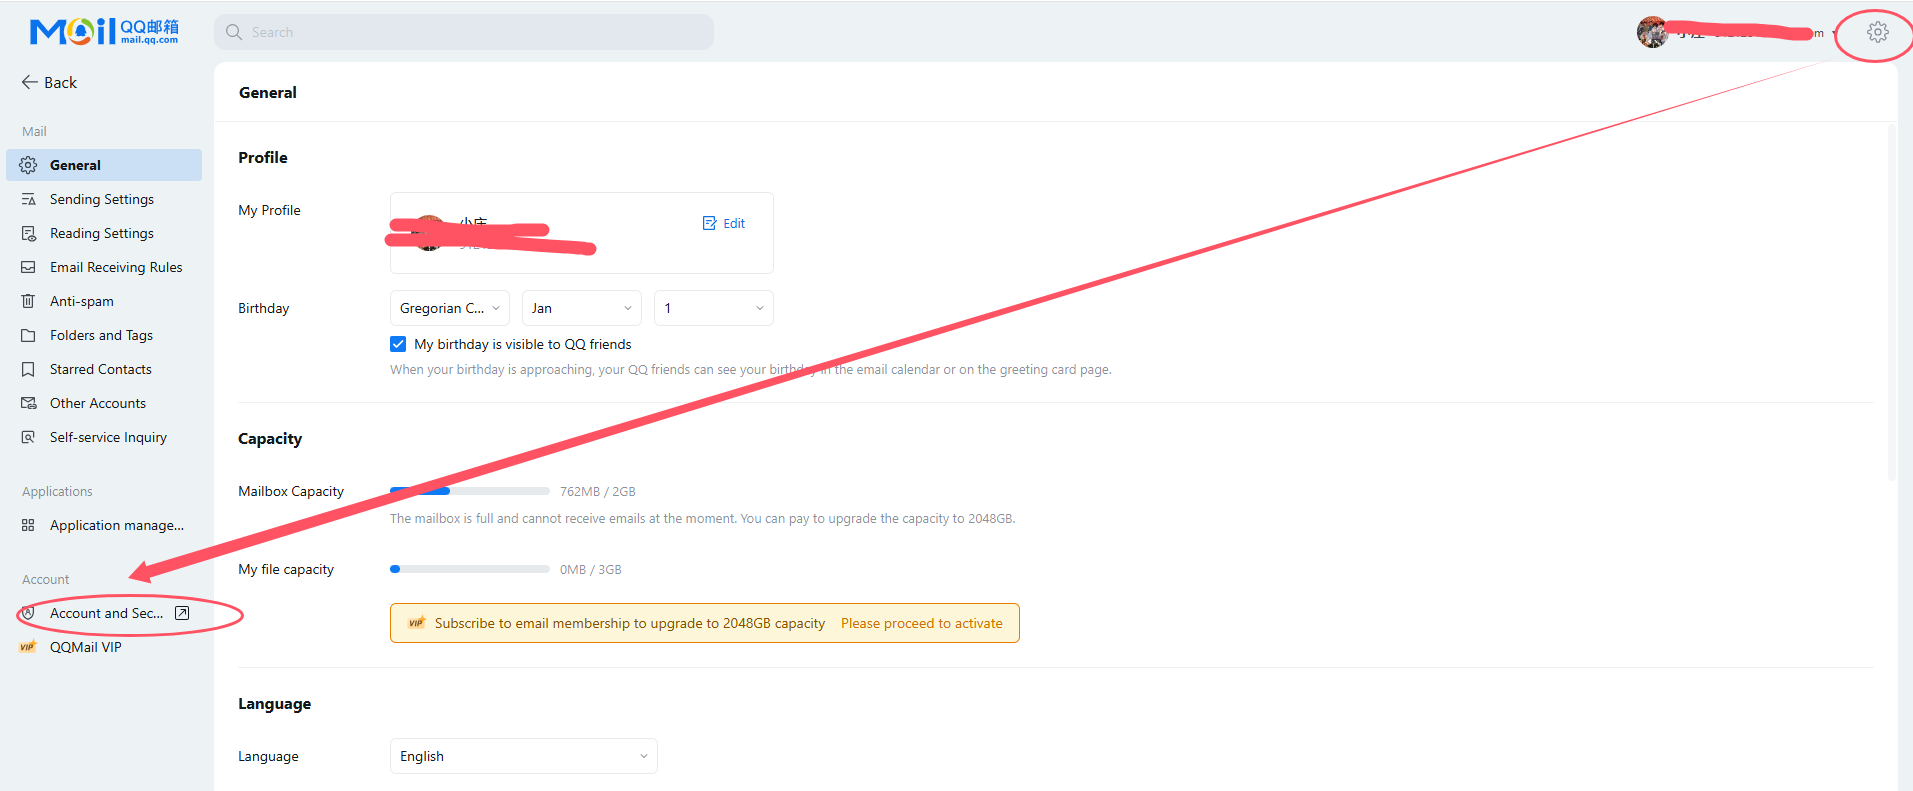 Mail QQ邮箱
mail.qq.com
Search
m
Back
General
Mail
General
Sending Settings
Reading Settings
Email Receiving Rules
Anti-spam
Folders and Tags
Starred Contacts
Other Accounts
Self-service Inquiry
Applications
Application manage...
Account
Account and Sec...
VIP QQMail VIP
Profile
My Profile
小庄
Edit
Birthday
Gregorian C... Jan 1
My birthday is visible to QQ friends
When your birthday is approaching, your QQ friends can see your birthday in the email calendar or on the greeting card page.
Capacity
Mailbox Capacity 762MB / 2GB
The mailbox is full and cannot receive emails at the moment. You can pay to upgrade the capacity to 2048GB.
My file capacity 0MB / 3GB
VIP Subscribe to email membership to upgrade to 2048GB capacity Please proceed to activate
Language
Language English